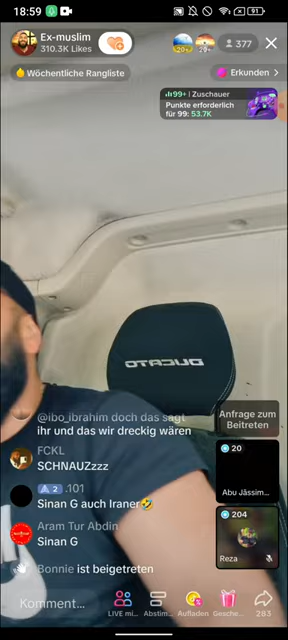 18:59
91
Ex-muslim
310.3K Likes
20+
29+
377
Wöchentliche Rangliste
Erkunden >
99+ | Zuschauer
Punkte erforderlich
für 99: 53.7K
DUCATO
@ibo_ibrahim doch das sagt
ihr und das wir dreckig wären
FCKL
SCHNAUZzzz
2 .101
Sinan G auch Iraner🤣
Aram Tur Abdin
Sinan G
Bonnie ist beigetreten
Anfrage zum
Beitreten
20
Abu Jâssim...
204
Reza
Komment...
LIVE mi...
Abstim...
Aufladen
Gesche...
283